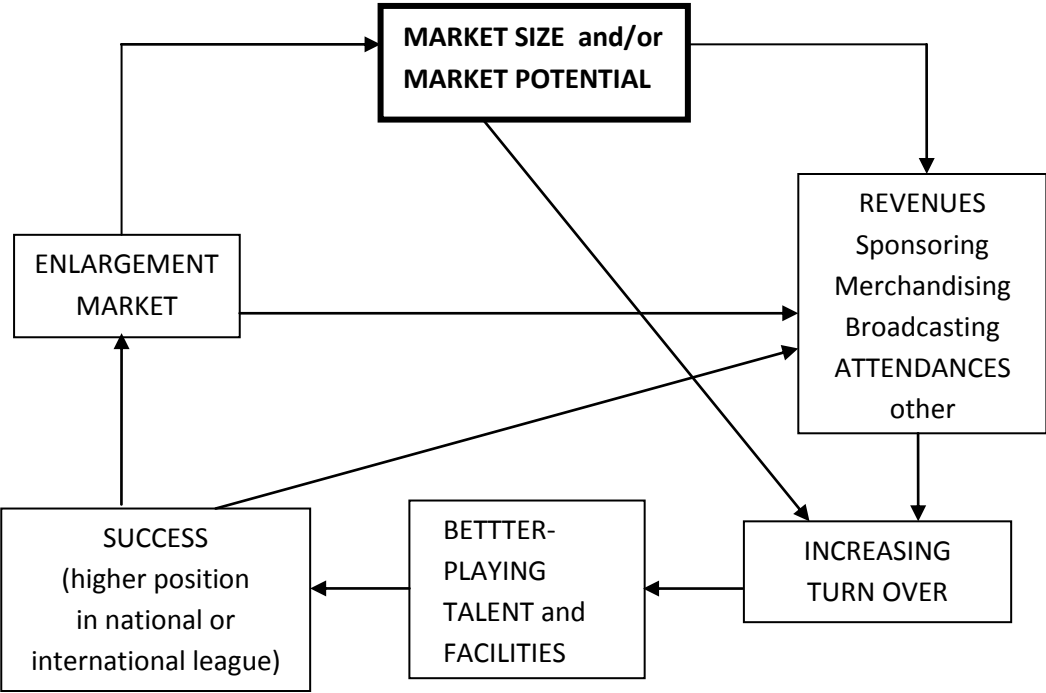 MARKET SIZE and/or
MARKET POTENTIAL
REVENUES
Sponsoring
Merchandising
Broadcasting
ATTENDANCES
other
ENLARGEMENT
MARKET
SUCCESS
(higher position
in national or
international league)
BETTTER-
PLAYING
TALENT and
FACILITIES
INCREASING
TURN OVER